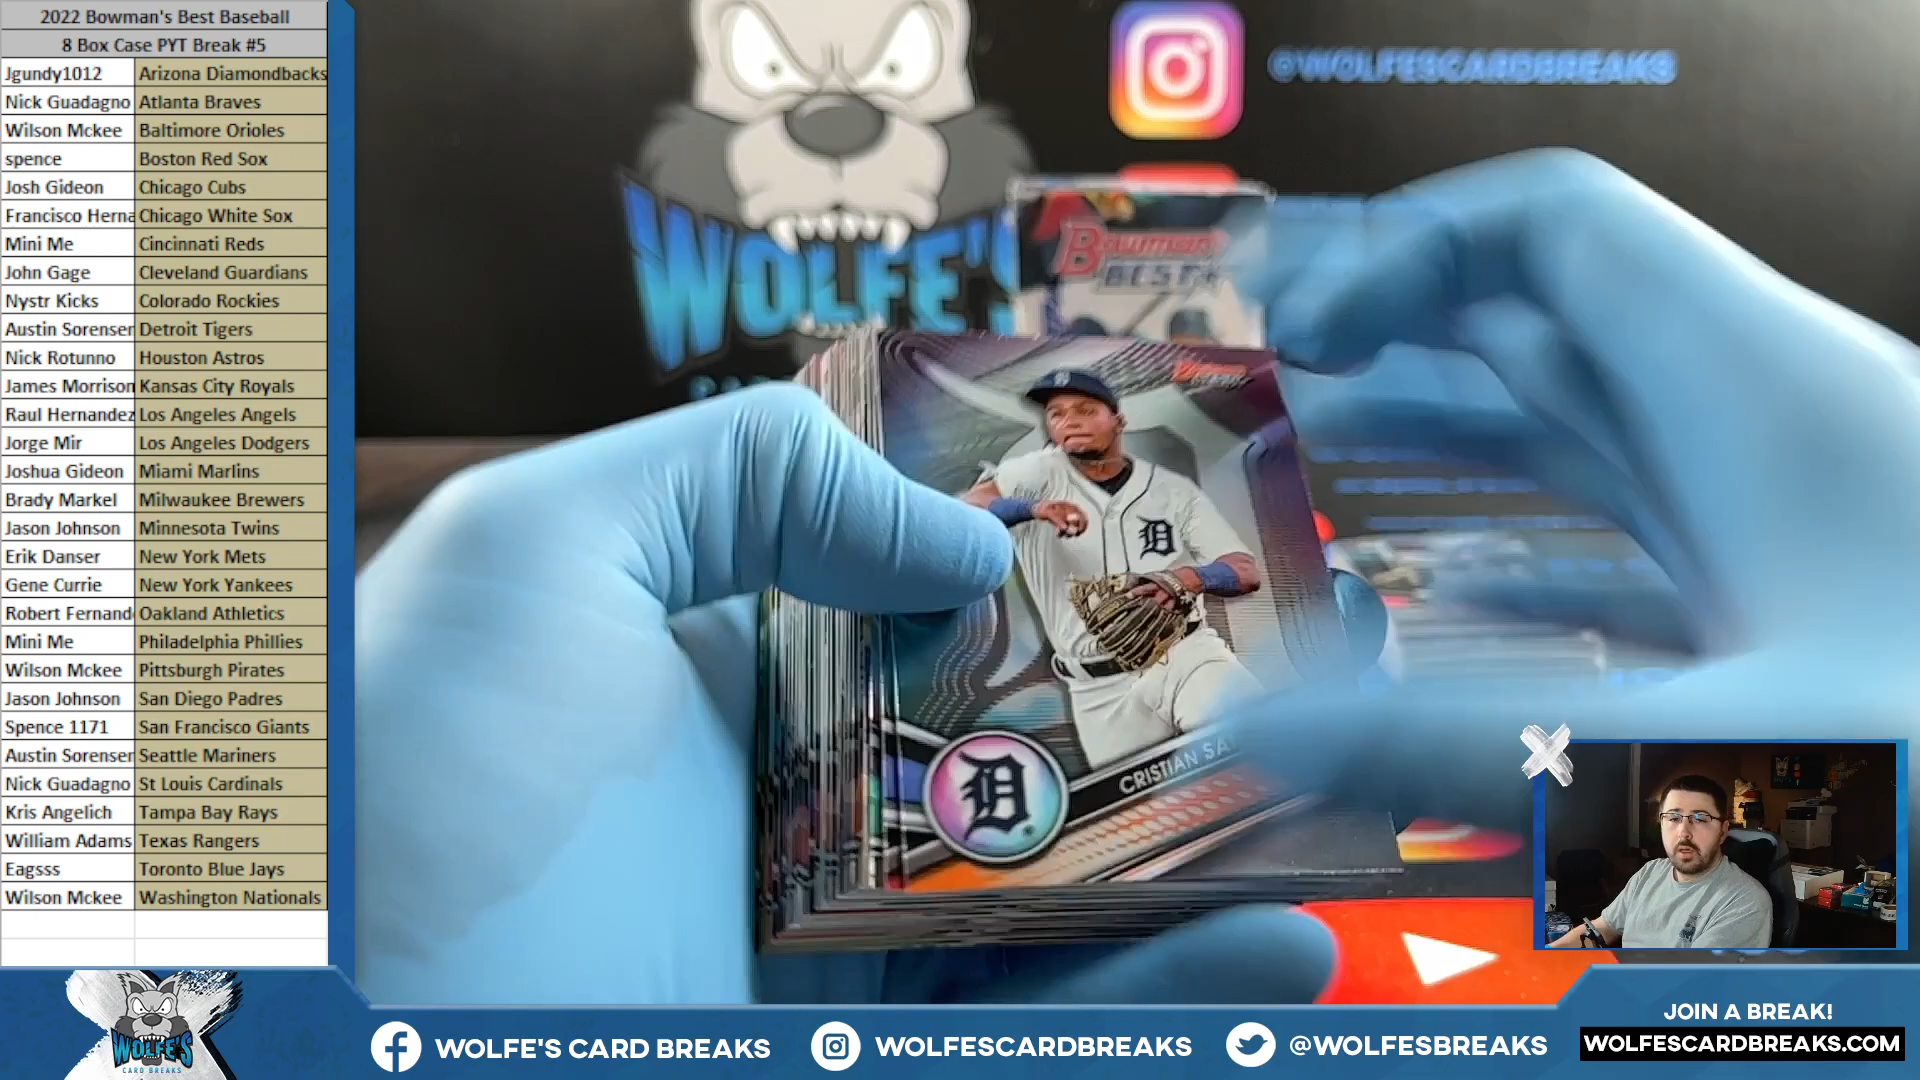 2022 Bowman's Best Baseball
8 Box Case PYT Break #5
Jgundy1012 Arizona Diamondbacks
Nick Guadagno Atlanta Braves
Wilson Mckee Baltimore Orioles
spence Boston Red Sox
Josh Gideon Chicago Cubs
Francisco Herna Chicago White Sox
Mini Me Cincinnati Reds
John Gage Cleveland Guardians
Nystr Kicks Colorado Rockies
Austin Sorensen Detroit Tigers
Nick Rotunno Houston Astros
James Morrison Kansas City Royals
Raul Hernandez Los Angeles Angels
Jorge Mir Los Angeles Dodgers
Joshua Gideon Miami Marlins
Brady Markel Milwaukee Brewers
Jason Johnson Minnesota Twins
Erik Danser New York Mets
Gene Currie New York Yankees
Robert Fernand Oakland Athletics
Mini Me Philadelphia Phillies
Wilson Mckee Pittsburgh Pirates
Jason Johnson San Diego Padres
Spence 1171 San Francisco Giants
Austin Sorensen Seattle Mariners
Nick Guadagno St Louis Cardinals
Kris Angelich Tampa Bay Rays
William Adams Texas Rangers
Eagsss Toronto Blue Jays
Wilson Mckee Washington Nationals
@WOLFESCARDBREAKS
WOLFE'S
Bowman's
BEST
D
CRISTIAN SA
D
WOLFE'S
CARD BREAKS
WOLFE'S CARD BREAKS
WOLFESCARDBREAKS
@WOLFESBREAKS
JOIN A BREAK!
WOLFESCARDBREAKS.COM